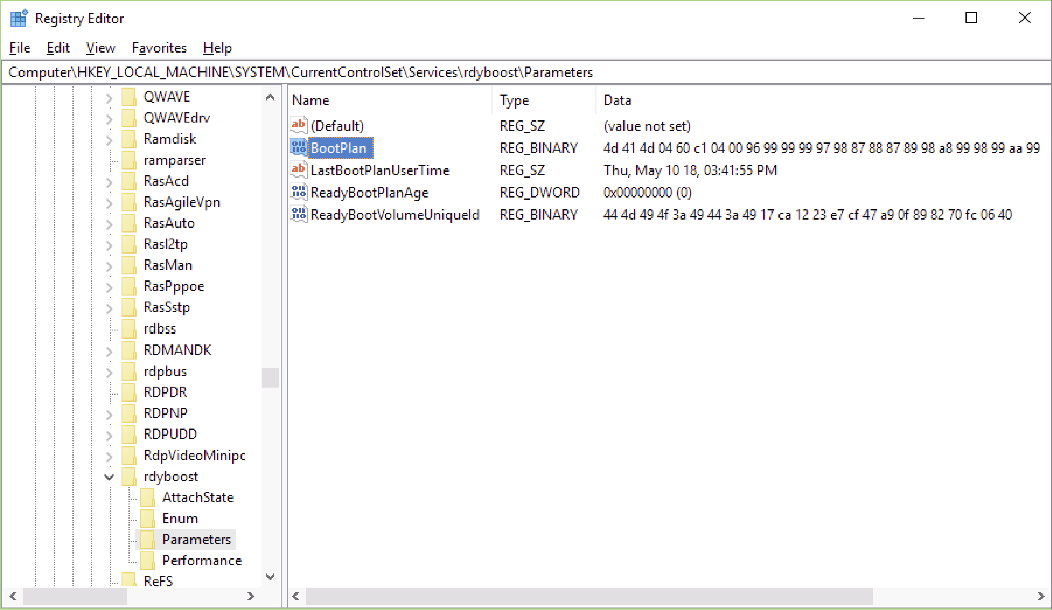 Registry Editor
File Edit View Favorites Help
Computer\HKEY_LOCAL_MACHINE\SYSTEM\CurrentControlSet\Services\rdyboost\Parameters
QWAVE
QWAVEdrv
Ramdisk
ramparser
RasAcd
RasAgileVpn
RasAuto
Rasl2tp
RasMan
RasPppoe
RasSstp
rdbss
RDMANDK
rdpbus
RDPDR
RDPNP
RDPUDD
RdpVideoMinipc
rdyboost
AttachState
Enum
Parameters
Performance
ReFS
Name Type Data
(Default) REG_SZ (value not set)
BootPlan REG_BINARY 4d 41 4d 04 60 c1 04 00 96 99 99 99 97 98 87 88 87 89 98 a8 99 98 99 aa 99
LastBootPlanUserTime REG_SZ Thu, May 10 18, 03:41:55 PM
ReadyBootPlanAge REG_DWORD 0x00000000 (0)
ReadyBootVolumeUniqueId REG_BINARY 44 4d 49 4f 3a 49 44 3a 49 17 ca 12 23 e7 cf 47 a9 0f 89 82 70 fc 06 40